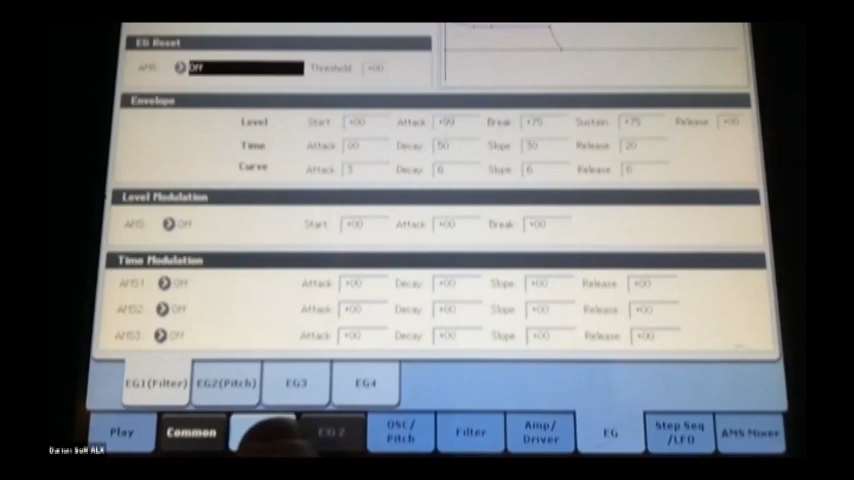 EG Reset
AMS: Off Threshold: +00
Envelope
Level Start: +00 Attack: +99 Break: +75 Sustain: +75 Release: +00
Time Attack: 00 Decay: 50 Slope: 30 Release: 20
Curve Attack: 3 Decay: 6 Slope: 6 Release: 6
Level Modulation
AMS: Off Start: +00 Attack: +00 Break: +00
Time Modulation
AMS1: Off Attack: +00 Decay: +00 Slope: +00 Release: +00
AMS2: Off Attack: +00 Decay: +00 Slope: +00 Release: +00
AMS3: Off Attack: +00 Decay: +00 Slope: +00 Release: +00
EG1(Filter) EG2(Pitch) EG3 EG4
Play Common EXi 2 OSC/ Pitch Filter Amp/ Driver EG Step Seq /LFO AMS Mixer